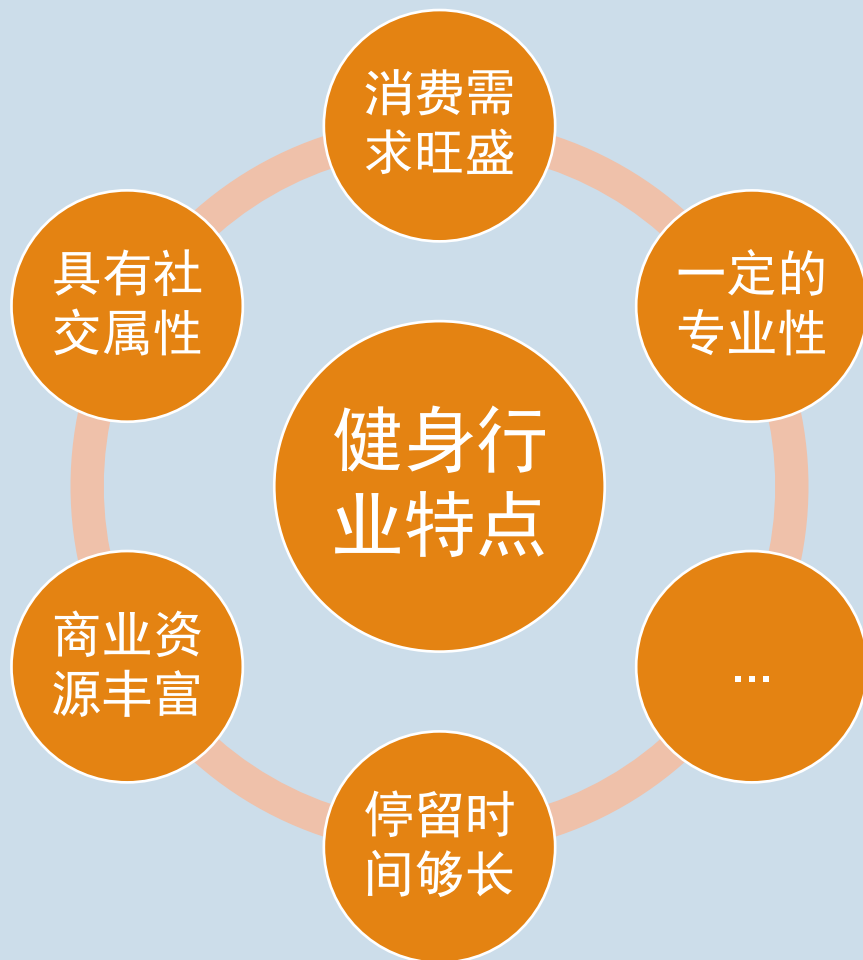 消费需
求旺盛
具有社
交属性
一定的
专业性
健身行
业特点
商业资
源丰富
...
停留时
间够长